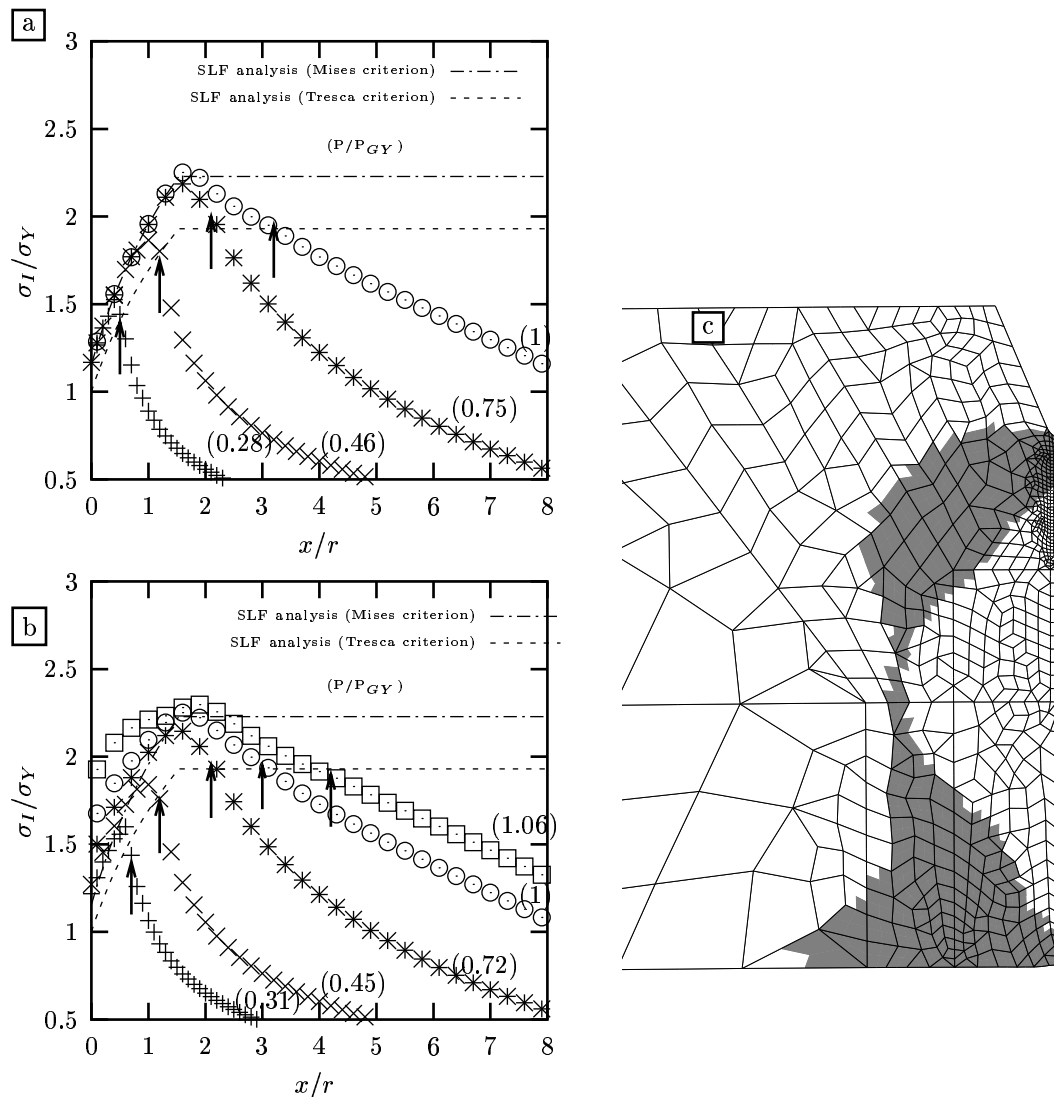 a
3
2.5
2
1.5
1
0.5
σ_I/σ_Y
SLF analysis (Mises criterion)
SLF analysis (Tresca criterion)
(P/P_GY)
(1)
(0.75)
(0.46)
(0.28)
0 1 2 3 4 5 6 7 8
x/r
b
3
2.5
2
1.5
1
0.5
σ_I/σ_Y
SLF analysis (Mises criterion)
SLF analysis (Tresca criterion)
(P/P_GY)
(1.06)
(1)
(0.72)
(0.45)
(0.31)
0 1 2 3 4 5 6 7 8
x/r
c